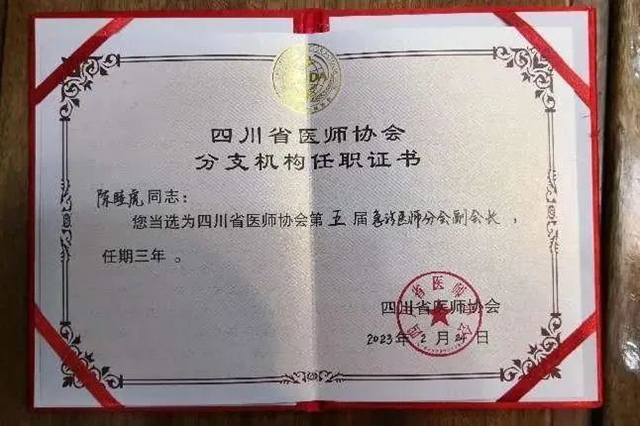 四川省医师协会
分支机构任职证书
陈睦虎同志：
您当选为四川省医师协会第五届急诊医师分会副会长，
任期三年。
四川省医师协会
2023年2月24日